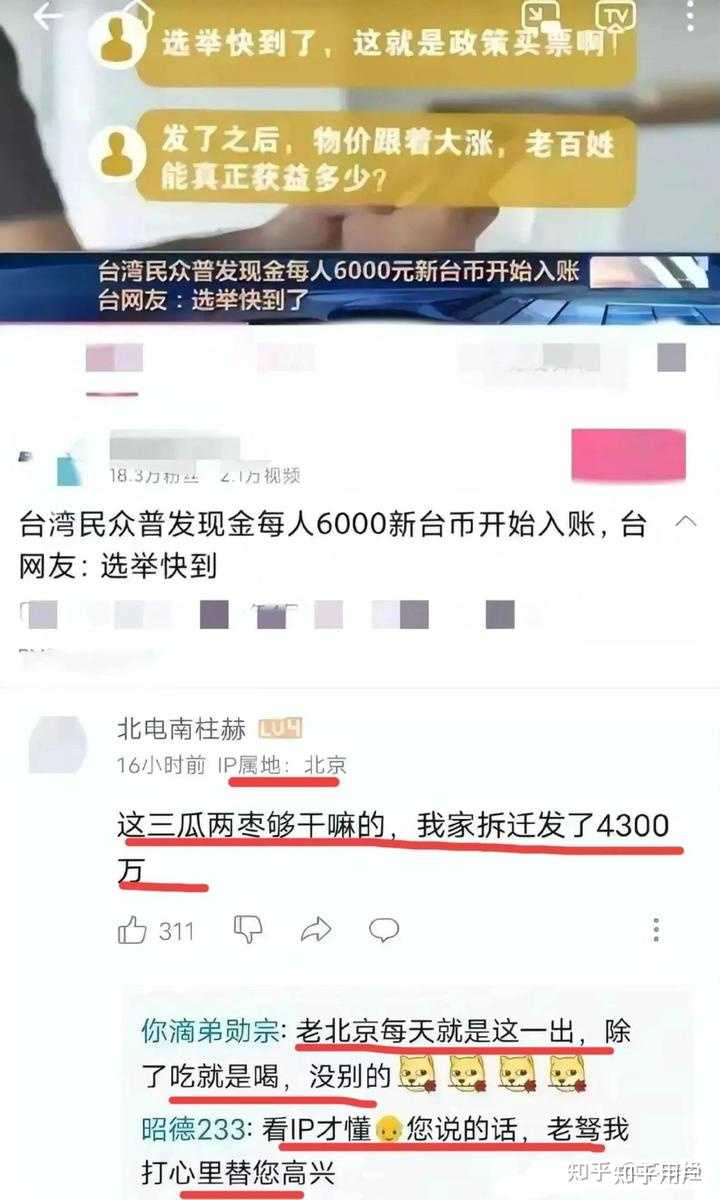 TV
选举快到了，这就是政策买票啊！
发了之后，物价跟着大涨，老百姓
能真正获益多少？
台湾民众普发现金每人6000元新台币开始入账
台网友：选举快到了
18.3万粉丝 2.1万视频
台湾民众普发现金每人6000新台币开始入账，台
网友：选举快到
北电南柱赫 LV4
16小时前 IP属地：北京
这三瓜两枣够干嘛的，我家拆迁发了4300
万
311
你滴弟勋宗: 老北京每天就是这一出，除
了吃就是喝，没别的
昭德233: 看IP才懂 您说的话，老驽我
打心里替您高兴
知乎 知乎用户